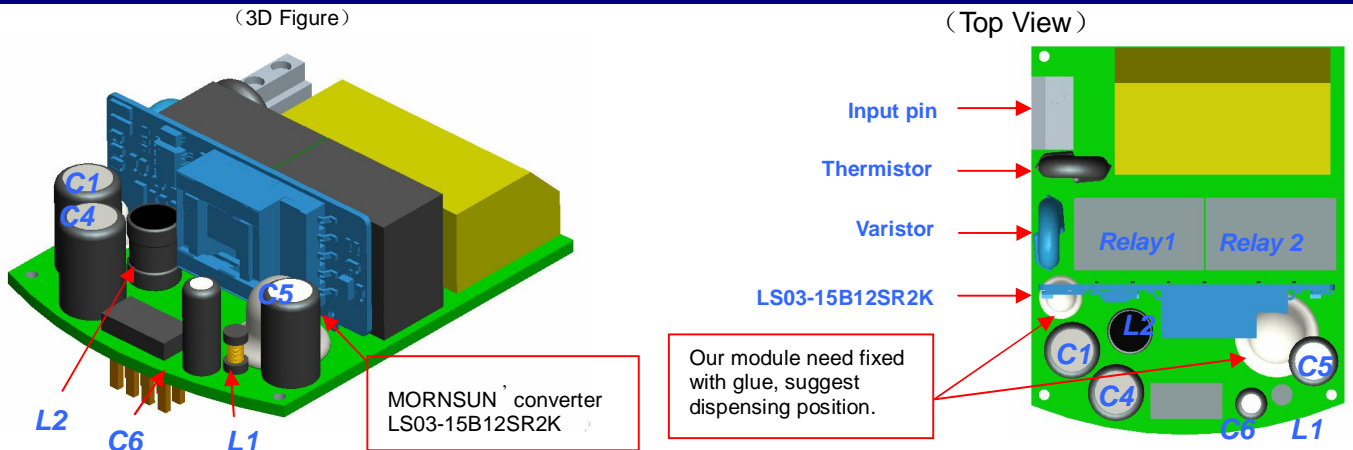 （3D Figure）
C1
C4
C5
L2
C6
L1
MORNSUN＇converter
LS03-15B12SR2K
（Top View）
Input pin
Thermistor
Varistor
LS03-15B12SR2K
Our module need fixed
with glue, suggest
dispensing position.
Relay1
Relay 2
L2
C1
C5
C4
C6
L1